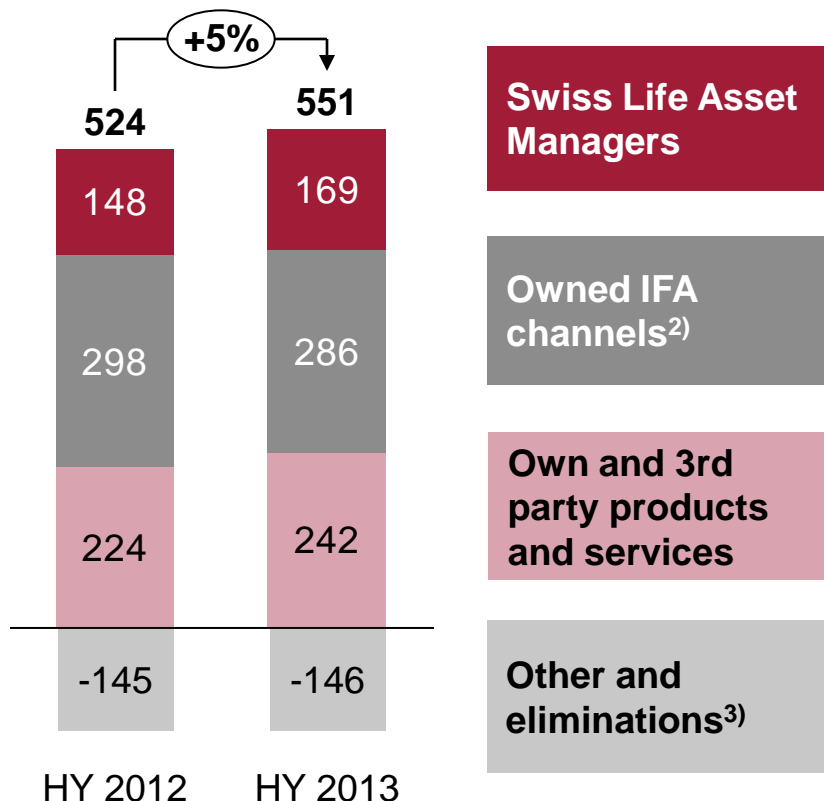 +5%
524
551
148
169
298
286
224
242
-145
-146
HY 2012
HY 2013
Swiss Life Asset
Managers
Owned IFA
channels2)
Own and 3rd
party products
and services
Other and
eliminations3)